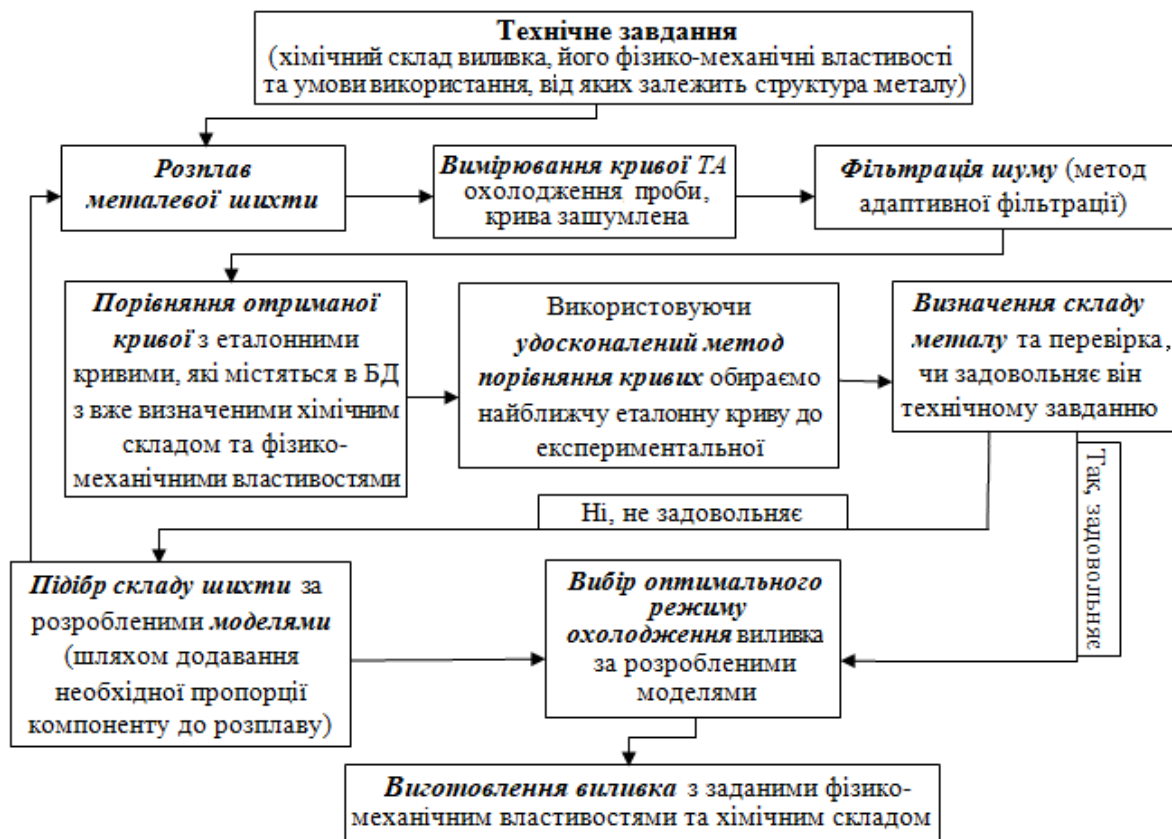 Технічне завдання
(хімічний склад виливка, його фізико-механічні властивості
та умови використання, від яких залежить структура металу)
Розплав
металевої шихти
Вимірювання кривої ТА
охолодження проби,
крива зашумлена
Фільтрація шуму (метод
адаптивної фільтрації)
Порівняння отриманої
кривої з еталонними
кривими, які містяться в БД
з вже визначеними хімічним
складом та фізико-
механічними властивостями
Використовуючи
удосконалений метод
порівняння кривих обираємо
найближчу еталонну криву до
експериментальної
Визначення складу
металу та перевірка,
чи задовольняє він
технічному завданню
Ні, не задовольняє
Так, задовольняє
Підібр складу шихти за
розробленими моделями
(шляхом додавання
необхідної пропорції
компоненту до розплаву)
Вибір оптимального
режиму
охолодження виливка
за розробленими
моделями
Виготовлення виливка з заданими фізико-
механічним властивостями та хімічним складом